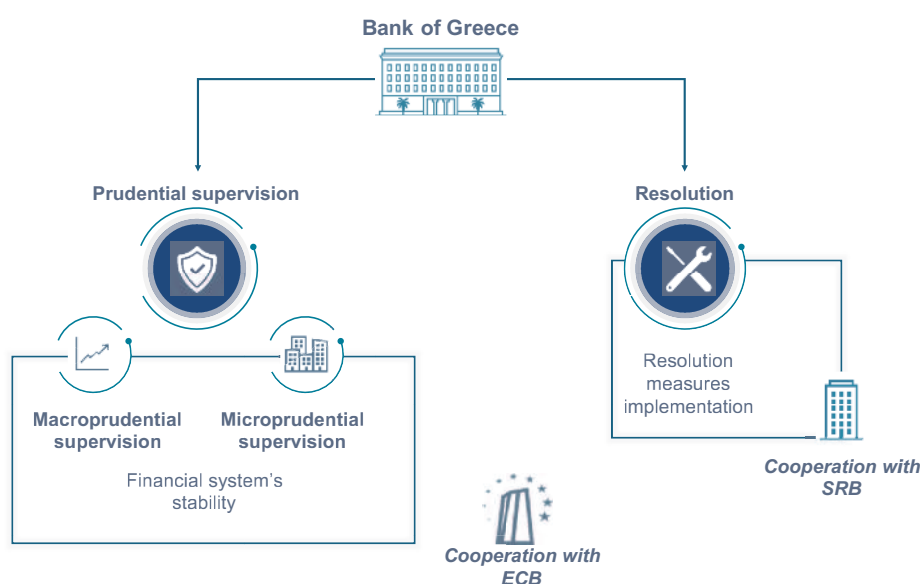 Bank of Greece
Prudential supervision
Resolution
Macroprudential
supervision
Microprudential
supervision
Financial system's
stability
Resolution
measures
implementation
Cooperation with
SRB
Cooperation with
ECB